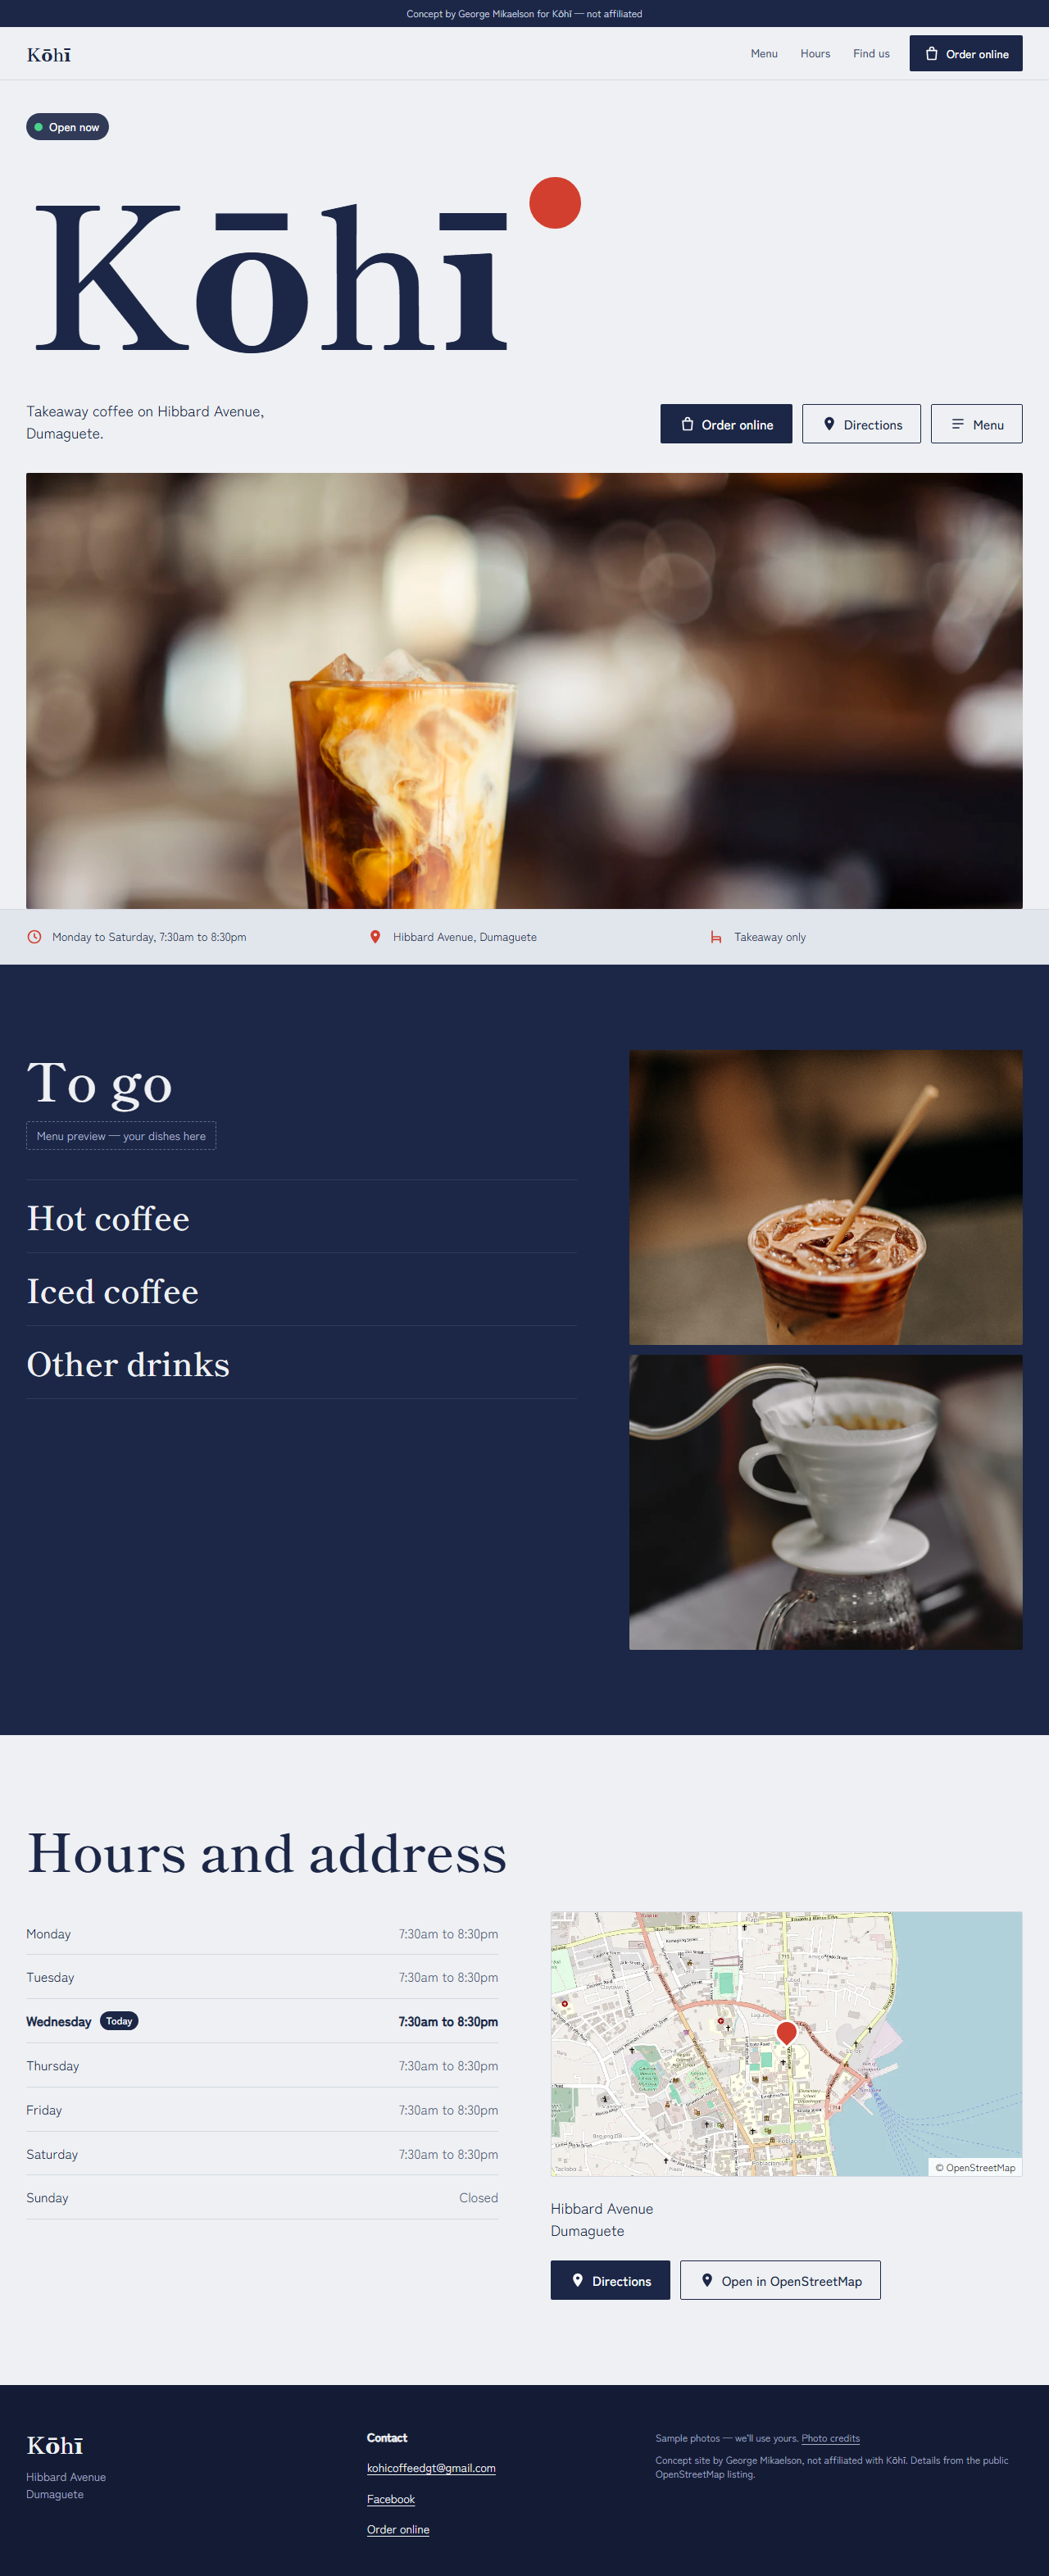 Concept by George Mikaelson for Kōhī — not affiliated
Kōhī
Menu
Hours
Find us
Order online
Open now
Kōhī
Takeaway coffee on Hibbard Avenue,
Dumaguete.
Order online
Directions
Menu
Monday to Saturday, 7:30am to 8:30pm
Hibbard Avenue, Dumaguete
Takeaway only
To go
Menu preview — your dishes here
Hot coffee
Iced coffee
Other drinks
Hours and address
Monday 7:30am to 8:30pm
Tuesday 7:30am to 8:30pm
Wednesday Today 7:30am to 8:30pm
Thursday 7:30am to 8:30pm
Friday 7:30am to 8:30pm
Saturday 7:30am to 8:30pm
Sunday Closed
© OpenStreetMap
Hibbard Avenue
Dumaguete
Directions
Open in OpenStreetMap
Kōhī
Hibbard Avenue
Dumaguete
Contact
kohicoffeedgt@gmail.com
Facebook
Order online
Sample photos — we'll use yours. Photo credits
Concept site by George Mikaelson, not affiliated with Kōhī. Details from the public
OpenStreetMap listing.